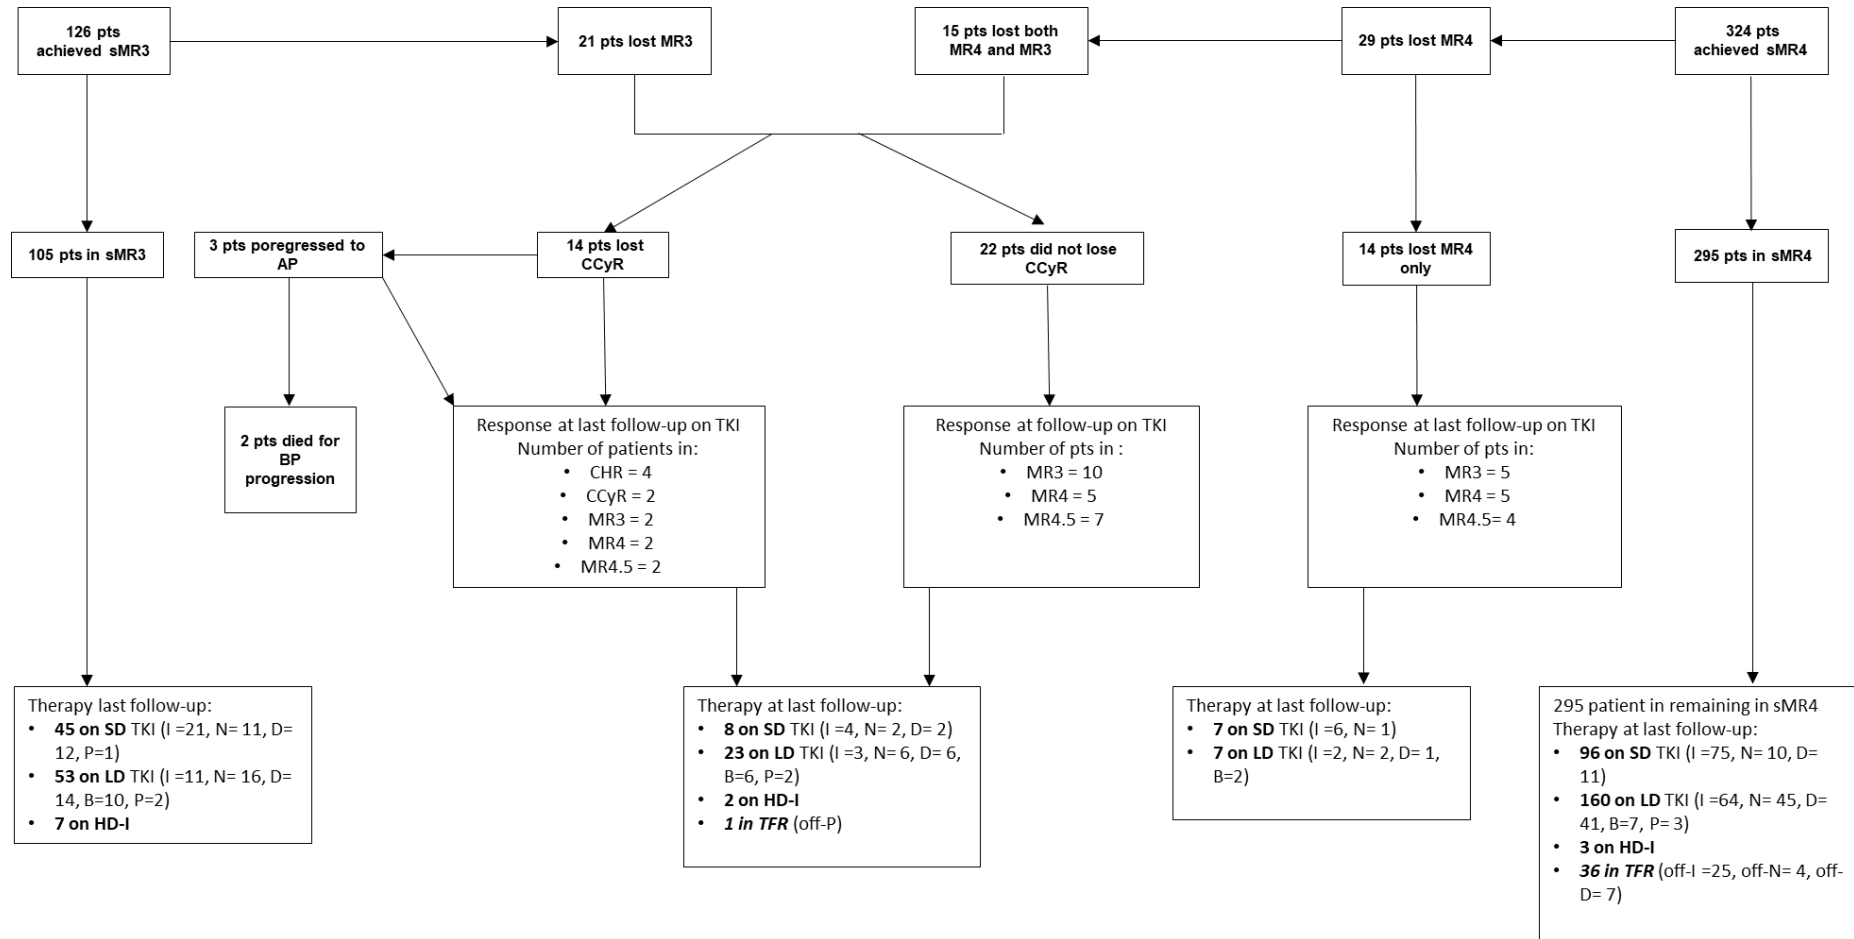 126 pts
achieved sMR3
21 pts lost MR3
15 pts lost both
MR4 and MR3
29 pts lost MR4
324 pts
achieved sMR4
105 pts in sMR3
3 pts poregressed to
AP
14 pts lost
CCyR
22 pts did not lose
CCyR
14 pts lost MR4
only
295 pts in sMR4
2 pts died for
BP
progression
Response at last follow-up on TKI
Number of patients in:
• CHR = 4
• CCyR = 2
• MR3 = 2
• MR4 = 2
• MR4.5 = 2
Response at follow-up on TKI
Number of pts in :
• MR3 = 10
• MR4 = 5
• MR4.5 = 7
Response at last follow-up on TKI
Number of pts in:
• MR3 = 5
• MR4 = 5
• MR4.5= 4
Therapy last follow-up:
• 45 on SD TKI (I =21, N= 11, D=
12, P=1)
• 53 on LD TKI (I =11, N= 16, D=
14, B=10, P=2)
• 7 on HD-I
Therapy at last follow-up:
• 8 on SD TKI (I =4, N= 2, D= 2)
• 23 on LD TKI (I =3, N= 6, D= 6,
B=6, P=2)
• 2 on HD-I
• 1 in TFR (off-P)
Therapy at last follow-up:
• 7 on SD TKI (I =6, N= 1)
• 7 on LD TKI (I =2, N= 2, D= 1,
B=2)
295 patient in remaining in sMR4
Therapy at last follow-up:
• 96 on SD TKI (I =75, N= 10, D=
11)
• 160 on LD TKI (I =64, N= 45, D=
41, B=7, P= 3)
• 3 on HD-I
• 36 in TFR (off-I =25, off-N= 4, off-
D= 7)